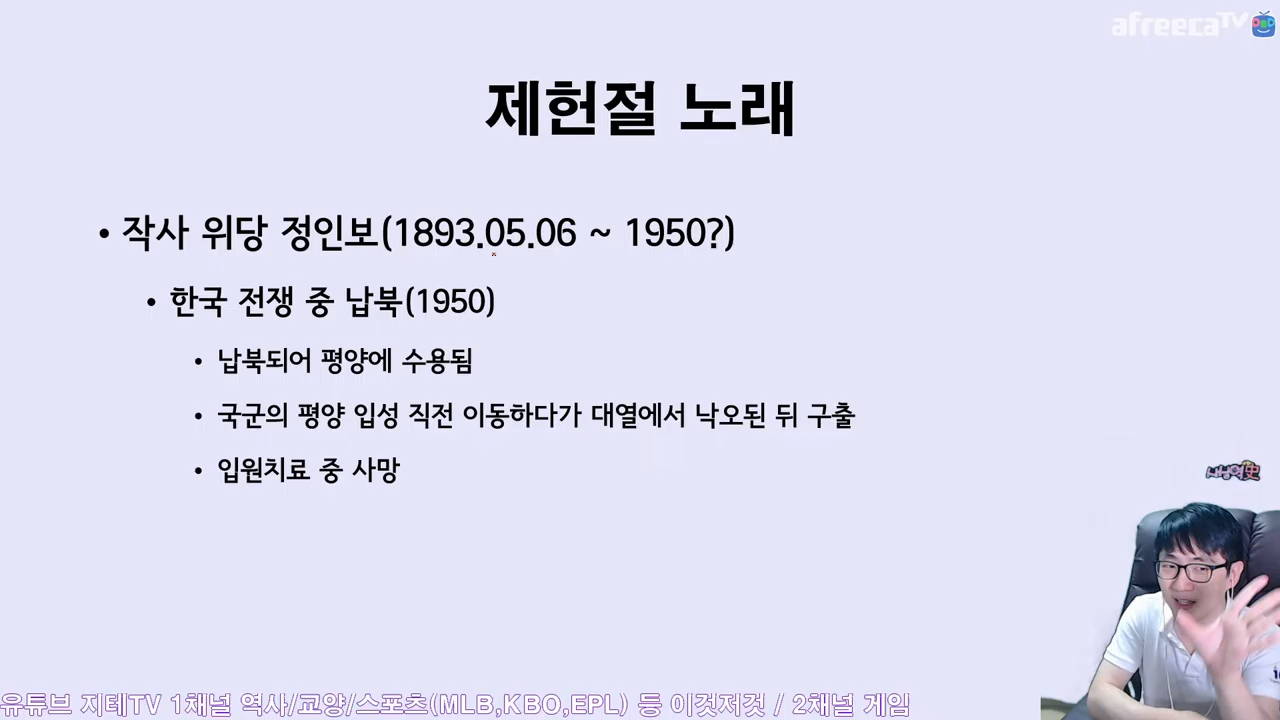 afreecaTV
제헌절 노래
• 작사 위당 정인보(1893.05.06 ~ 1950?)
• 한국 전쟁 중 납북(1950)
• 납북되어 평양에 수용됨
• 국군의 평양 입성 직전 이동하다가 대열에서 낙오된 뒤 구출
• 입원치료 중 사망
유튜브 지테TV 1채널 역사/교양/스포츠(MLB,KBO,EPL) 등 이것저것 / 2채널 게임